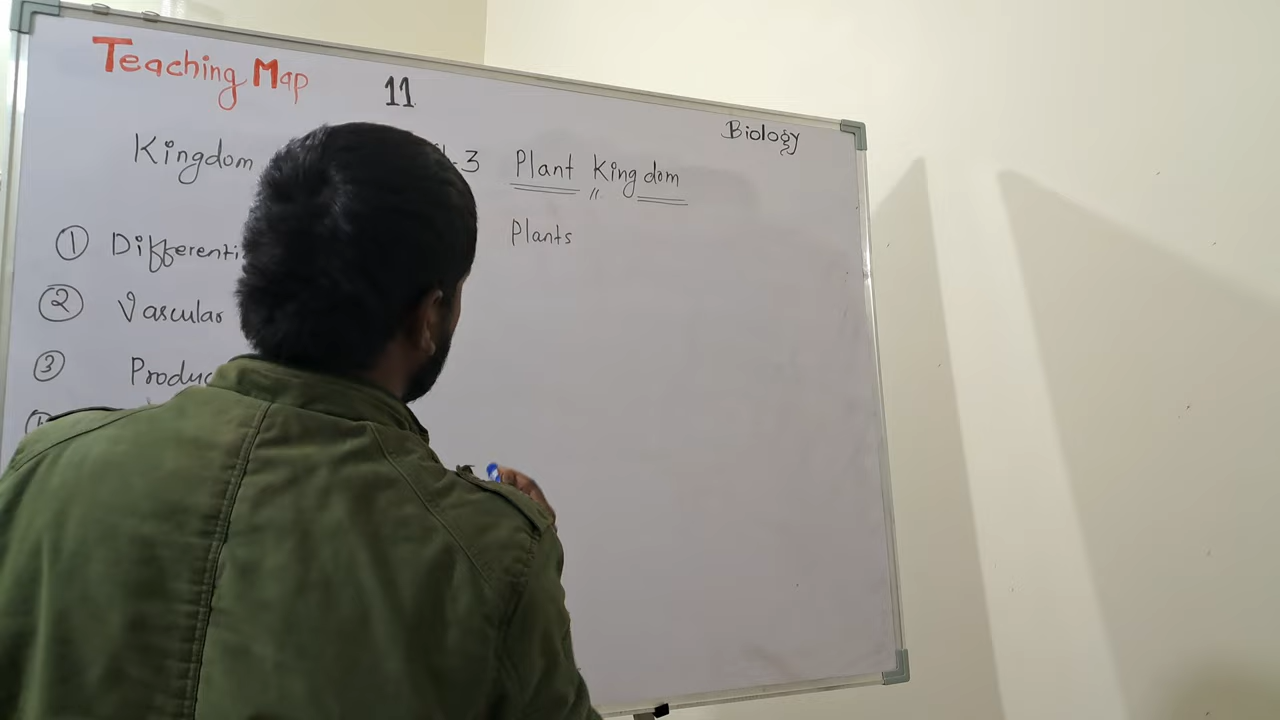 Teaching Map 11
Biology
Kingdom 3 Plant Kingdom
Plants
① Differenti
② Vascular
③ Produc